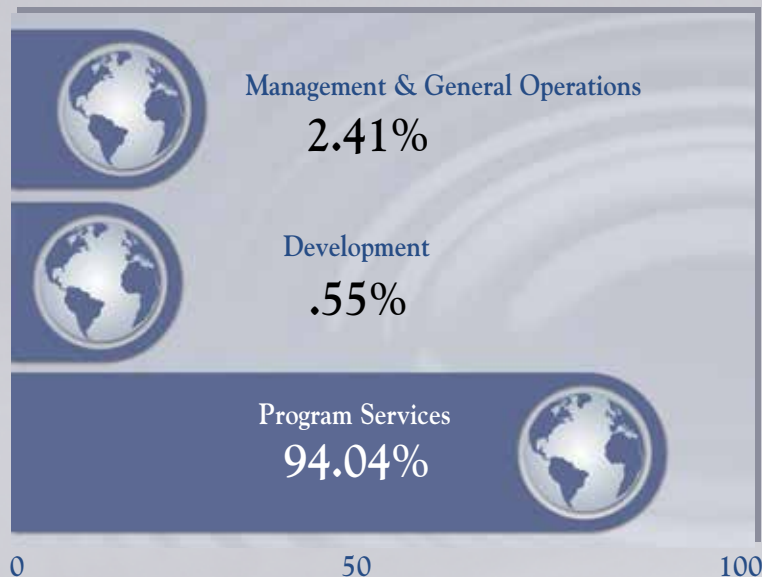 Management & General Operations
2.41%
Development
.55%
Program Services
94.04%
0 50 100